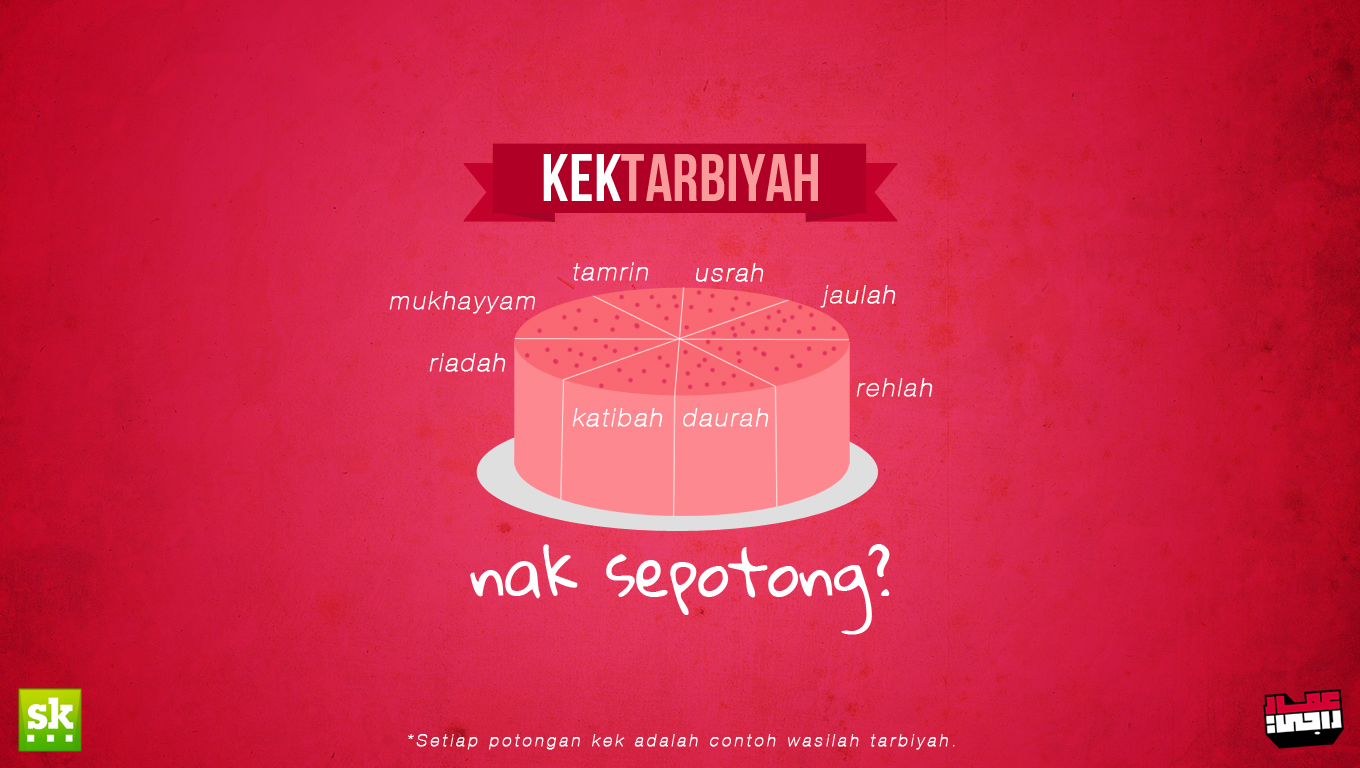 KEKTARBIYAH
tamrin
usrah
mukhayyam
jaulah
riadah
rehlah
katibah
daurah
nak sepotong?
sk
*Setiap potongan kek adalah contoh wasilah tarbiyah.